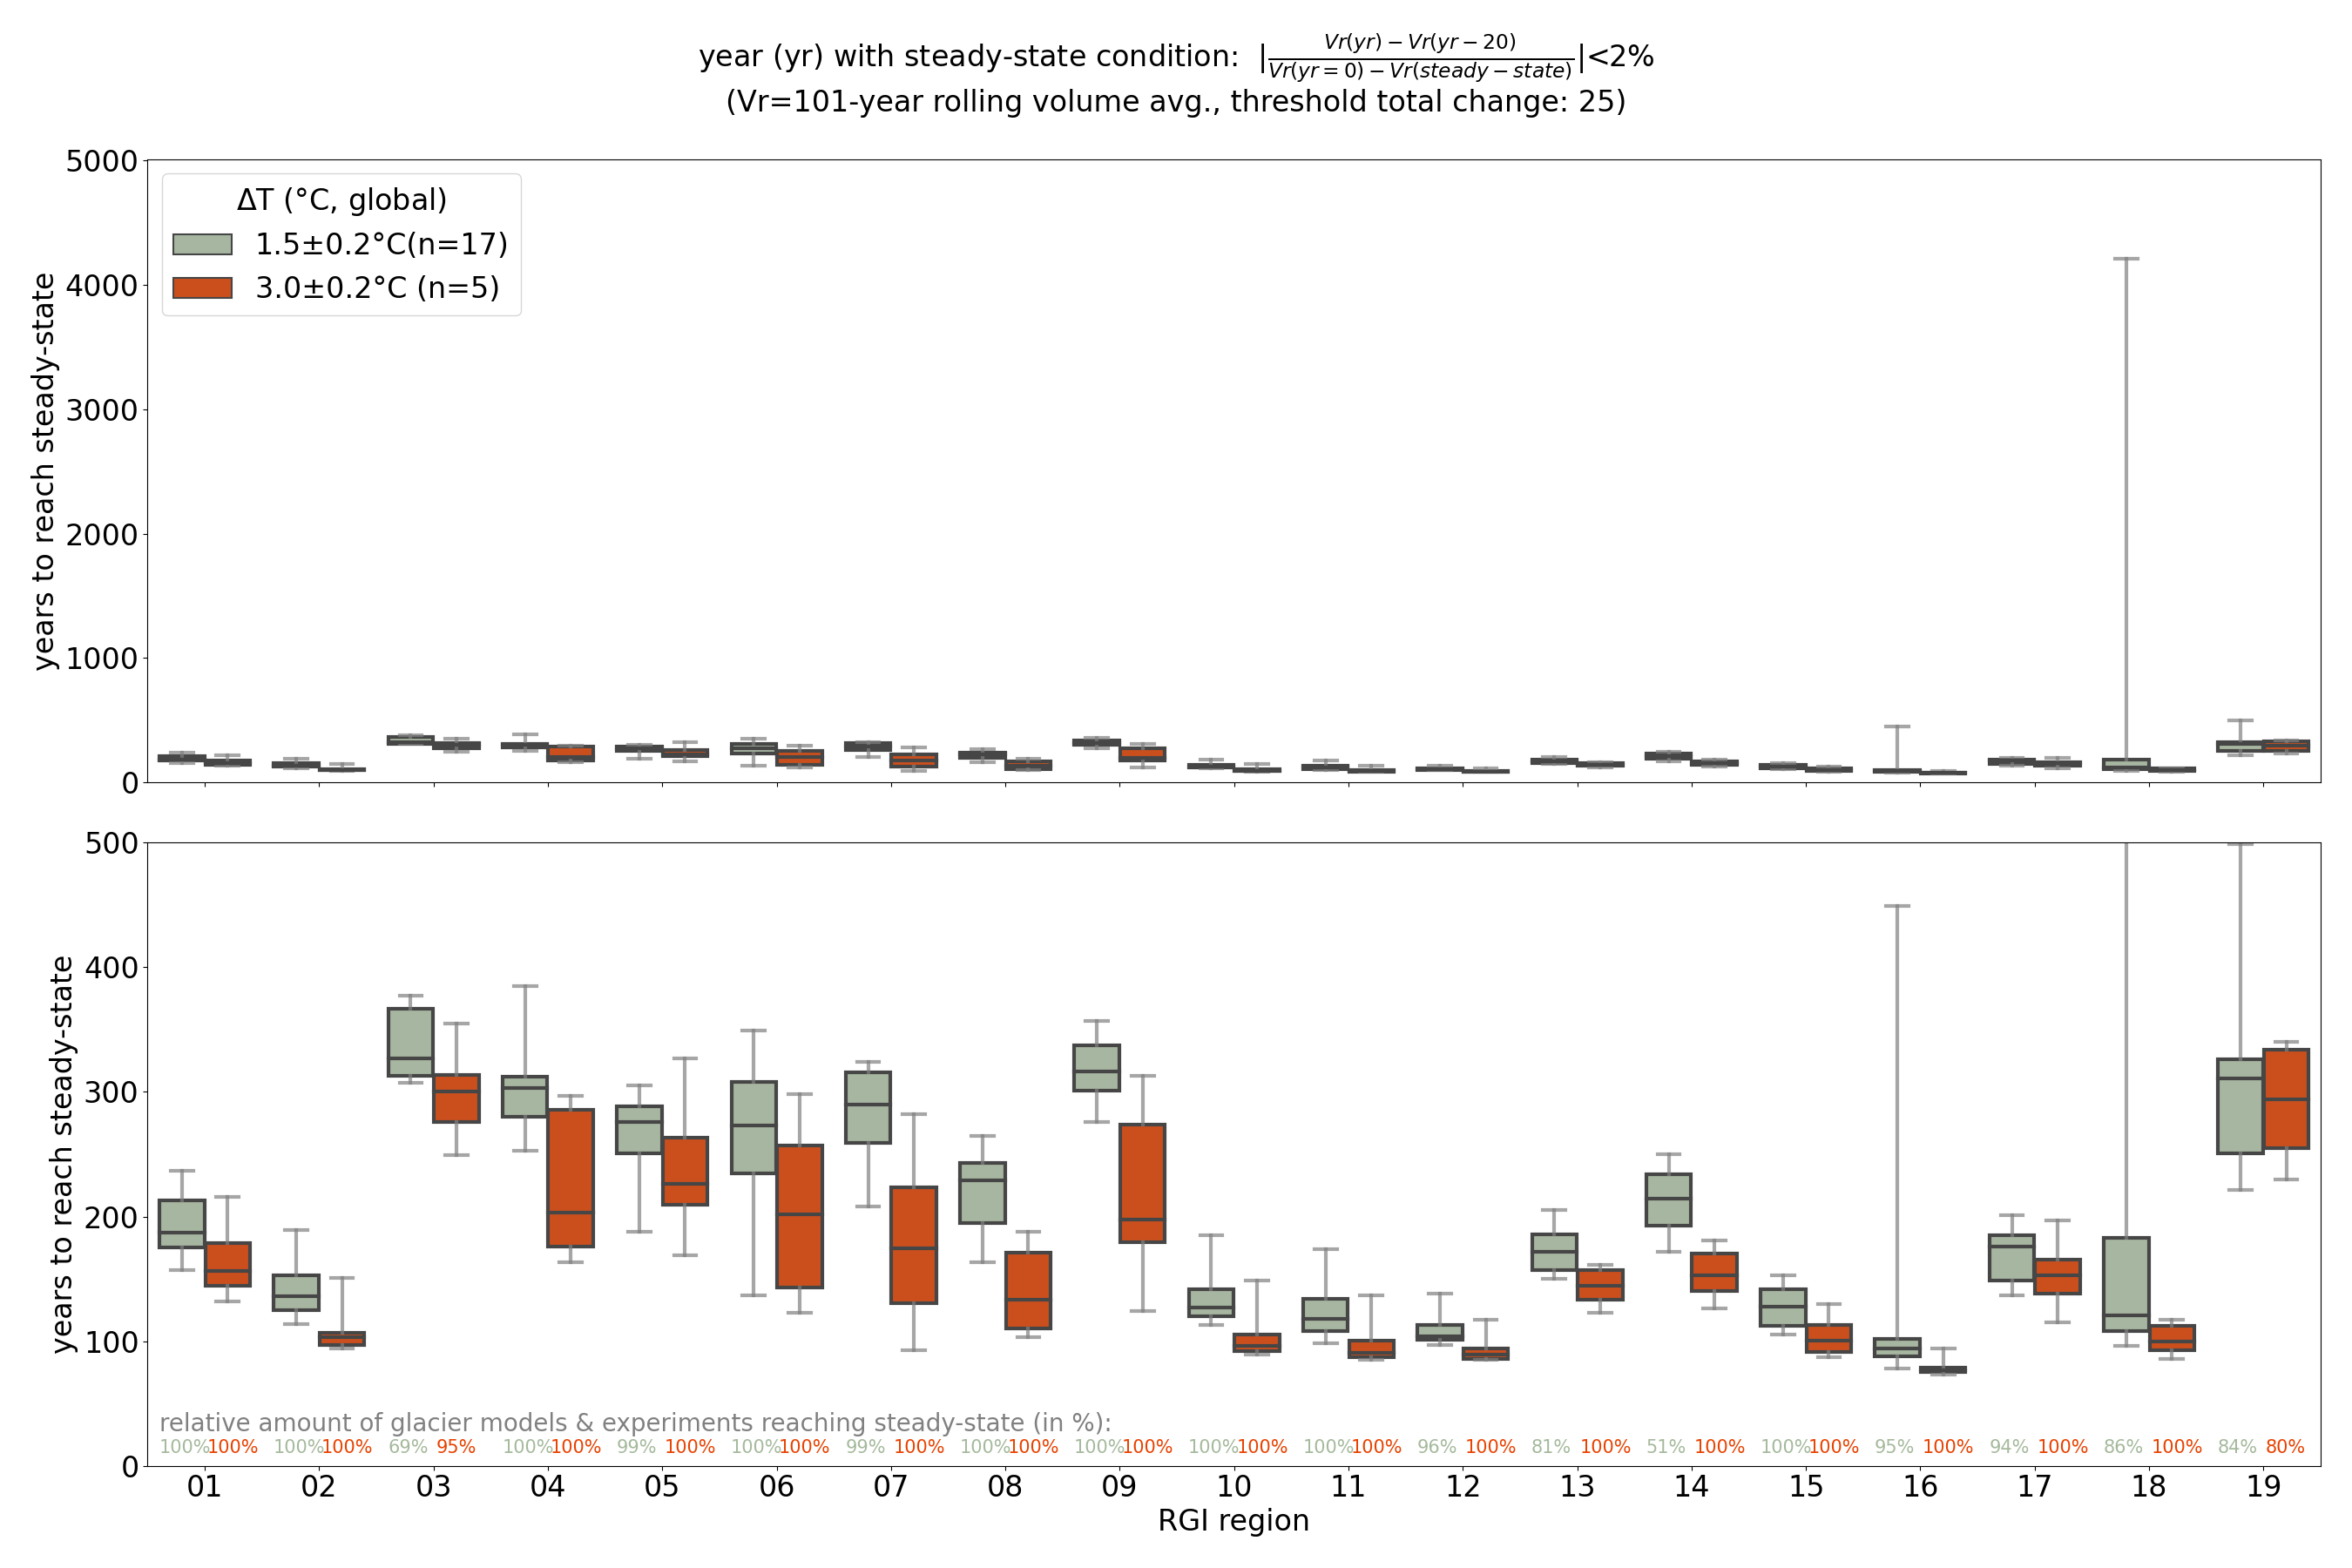 year (yr) with steady-state condition: |Vr(yr) − Vr(yr − 20) / Vr(yr = 0) − Vr(steady − state)|<2%
(Vr=101-year rolling volume avg., threshold total change: 25)
5000
4000
3000
2000
1000
0
years to reach steady-state
ΔT (°C, global)
1.5±0.2°C(n=17)
3.0±0.2°C (n=5)
500
400
300
200
100
0
years to reach steady-state
relative amount of glacier models & experiments reaching steady-state (in %):
100% 100% 100% 100% 69% 95% 100% 100% 99% 100% 100% 100% 99% 100% 100% 100% 100% 100% 100% 100% 100% 100% 96% 100% 81% 100% 51% 100% 100% 100% 95% 100% 94% 100% 86% 100% 84% 80%
01 02 03 04 05 06 07 08 09 10 11 12 13 14 15 16 17 18 19
RGI region